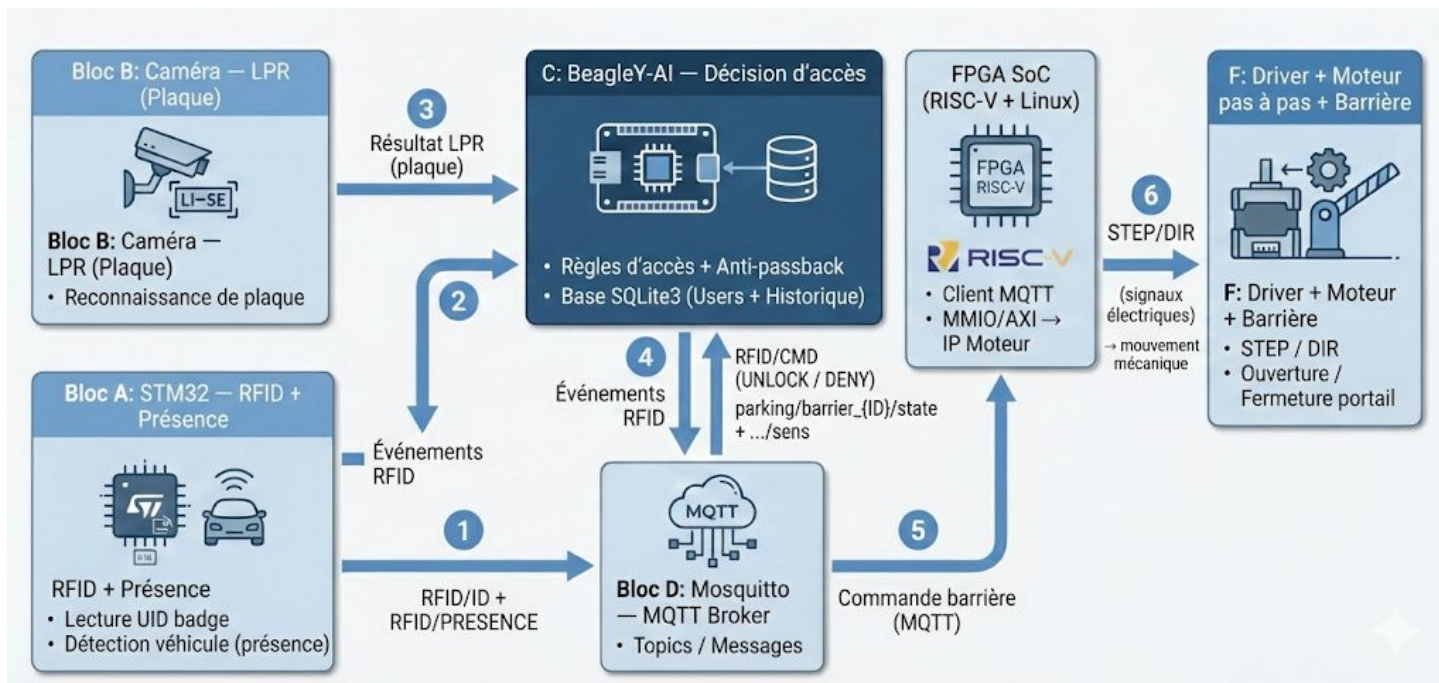 Bloc B: Caméra — LPR
(Plaque)
LI-SE
Bloc B: Caméra —
LPR (Plaque)
• Reconnaissance de plaque
3
Résultat LPR
(plaque)
C: BeagleY-AI — Décision d'accès
• Règles d'accès + Anti-passback
• Base SQLite3 (Users + Historique)
FPGA SoC
(RISC-V + Linux)
FPGA
RISC-V
RISC-V
• Client MQTT
• MMIO/AXI →
IP Moteur
6
STEP/DIR
(signaux
électriques)
→ mouvement
mécanique
F: Driver + Moteur
pas à pas + Barrière
F: Driver + Moteur
+ Barrière
• STEP / DIR
• Ouverture /
Fermeture portail
2
Événements
RFID
4
Événements
RFID
RFID/CMD
(UNLOCK / DENY)
parking/barrier_{ID}/state
+ .../sens
Bloc A: STM32 — RFID +
Présence
RFID + Présence
• Lecture UID badge
• Détection véhicule (présence)
1
RFID/ID +
RFID/PRESENCE
MQTT
Bloc D: Mosquitto
— MQTT Broker
• Topics / Messages
5
Commande barrière
(MQTT)